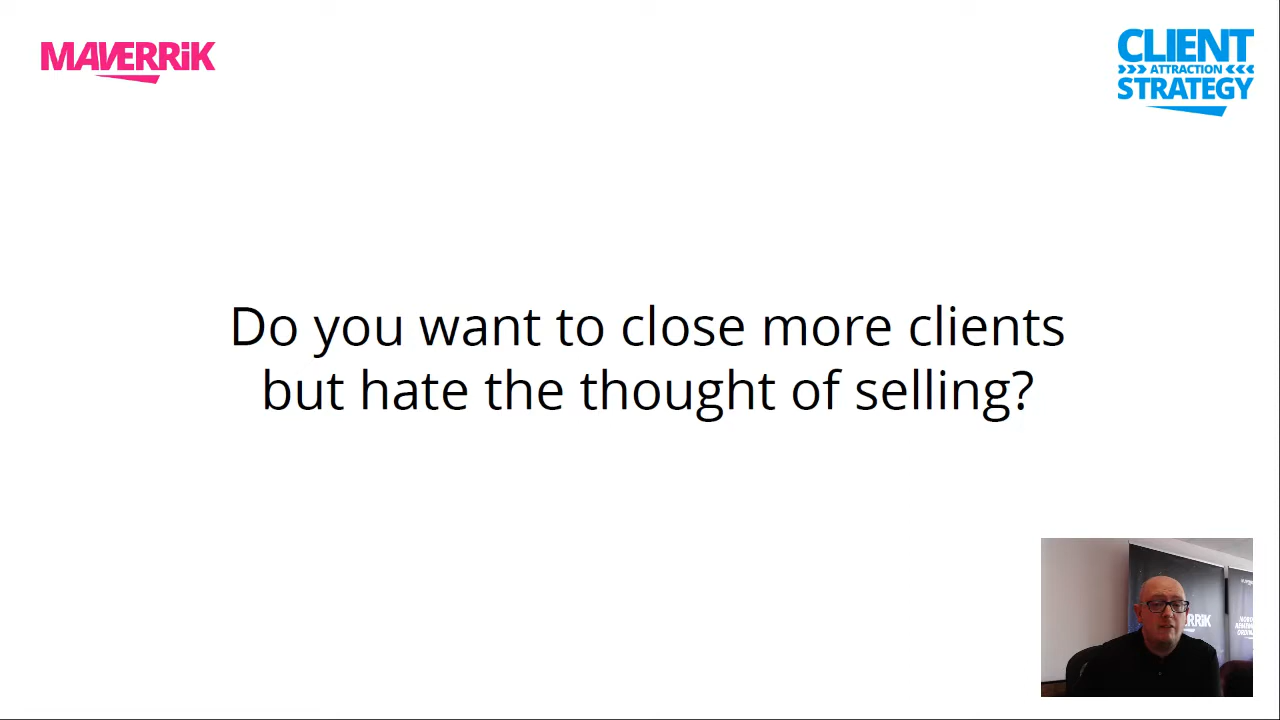 MAVERRiK
CLIENT
ATTRACTION
STRATEGY
Do you want to close more clients
but hate the thought of selling?